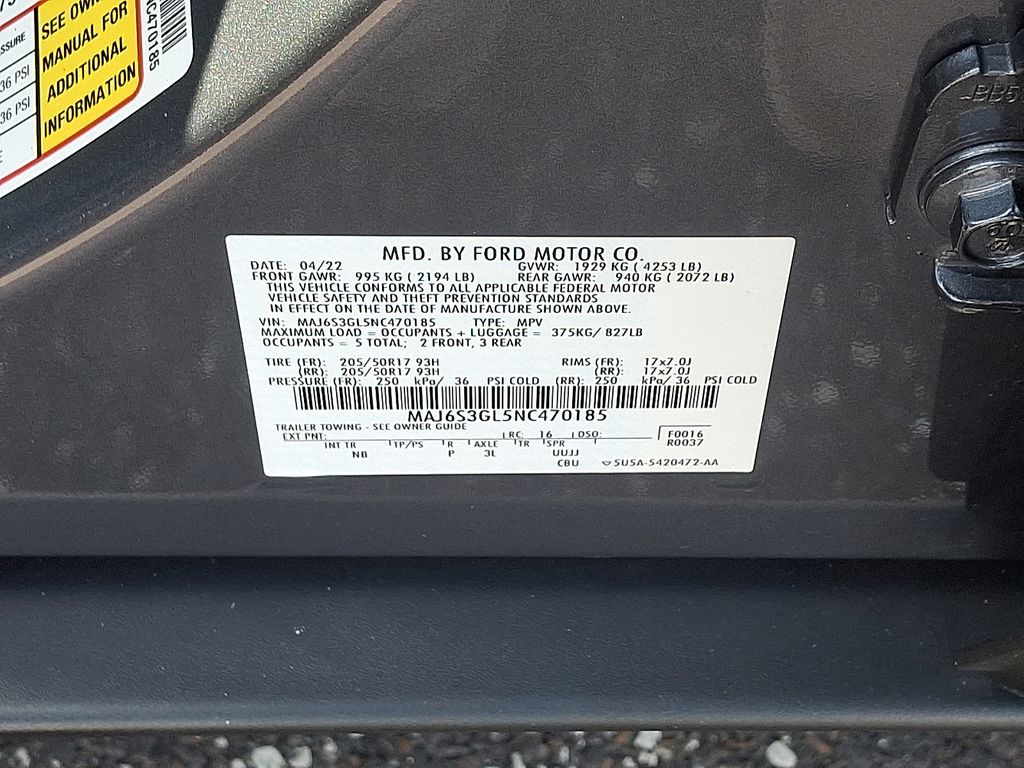 SSURE
36 PSI
36 PSI
SEE OWN
MANUAL FOR
ADDITIONAL
INFORMATION
C470185
MFD. BY FORD MOTOR CO.
DATE: 04/22 GVWR: 1929 KG ( 4253 LB)
FRONT GAWR: 995 KG ( 2194 LB) REAR GAWR: 940 KG ( 2072 LB)
THIS VEHICLE CONFORMS TO ALL APPLICABLE FEDERAL MOTOR
VEHICLE SAFETY AND THEFT PREVENTION STANDARDS
IN EFFECT ON THE DATE OF MANUFACTURE SHOWN ABOVE.
VIN: MAJ6S3GL5NC470185 TYPE: MPV
MAXIMUM LOAD = OCCUPANTS + LUGGAGE = 375KG/ 827LB
OCCUPANTS = 5 TOTAL; 2 FRONT, 3 REAR
TIRE (FR): 205/50R17 93H RIMS (FR): 17x7.0J
(RR): 205/50R17 93H (RR): 17x7.0J
PRESSURE (FR): 250 kPa/ 36 PSI COLD (RR): 250 kPa/ 36 PSI COLD
MAJ6S3GL5NC470185
TRAILER TOWING - SEE OWNER GUIDE
EXT PNT: RC: 16 DSO: F0016
INT TR TP/PS R AXLE TR SPR R0037
NB P 3L UUJJ
CBU 5U5A-5420472-AA